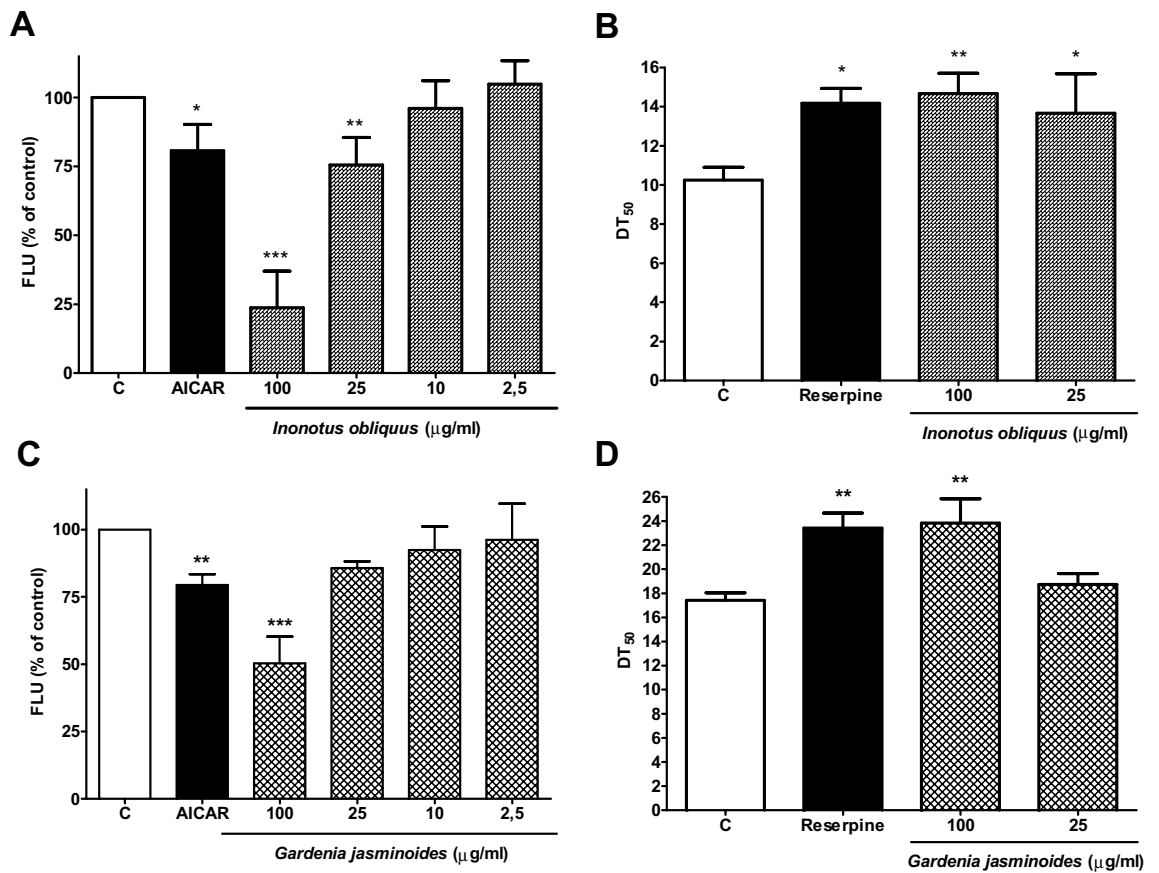 A
FLU (% of control)
100
75
50
25
0
*
***
**
C
AICAR
100
25
10
2,5
Inonotus obliquus (μg/ml)
B
DT50
16
14
12
10
8
6
4
2
0
*
**
*
C
Reserpine
100
25
Inonotus obliquus (μg/ml)
C
FLU (% of control)
100
75
50
25
0
**
***
C
AICAR
100
25
10
2,5
Gardenia jasminoides (μg/ml)
D
DT50
26
24
22
20
18
16
14
12
10
8
6
4
2
0
**
**
C
Reserpine
100
25
Gardenia jasminoides (μg/ml)